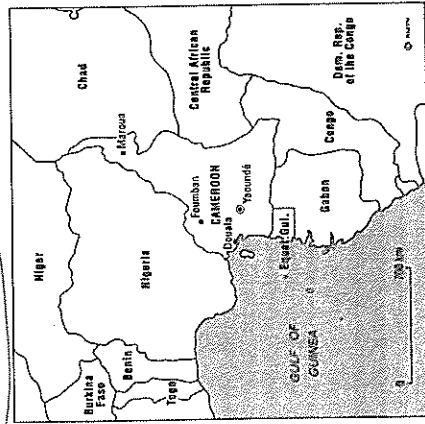 Niger
Chad
Burkina
Faso
Benin
Togo
Nigeria
Maroua
Central African
Republic
Foumban
CAMEROON
Douala
Yaoundé
Equat. Gui.
Gabon
Congo
Dem. Rep.
of the Congo
GULF OF
GUINEA
0
700 km